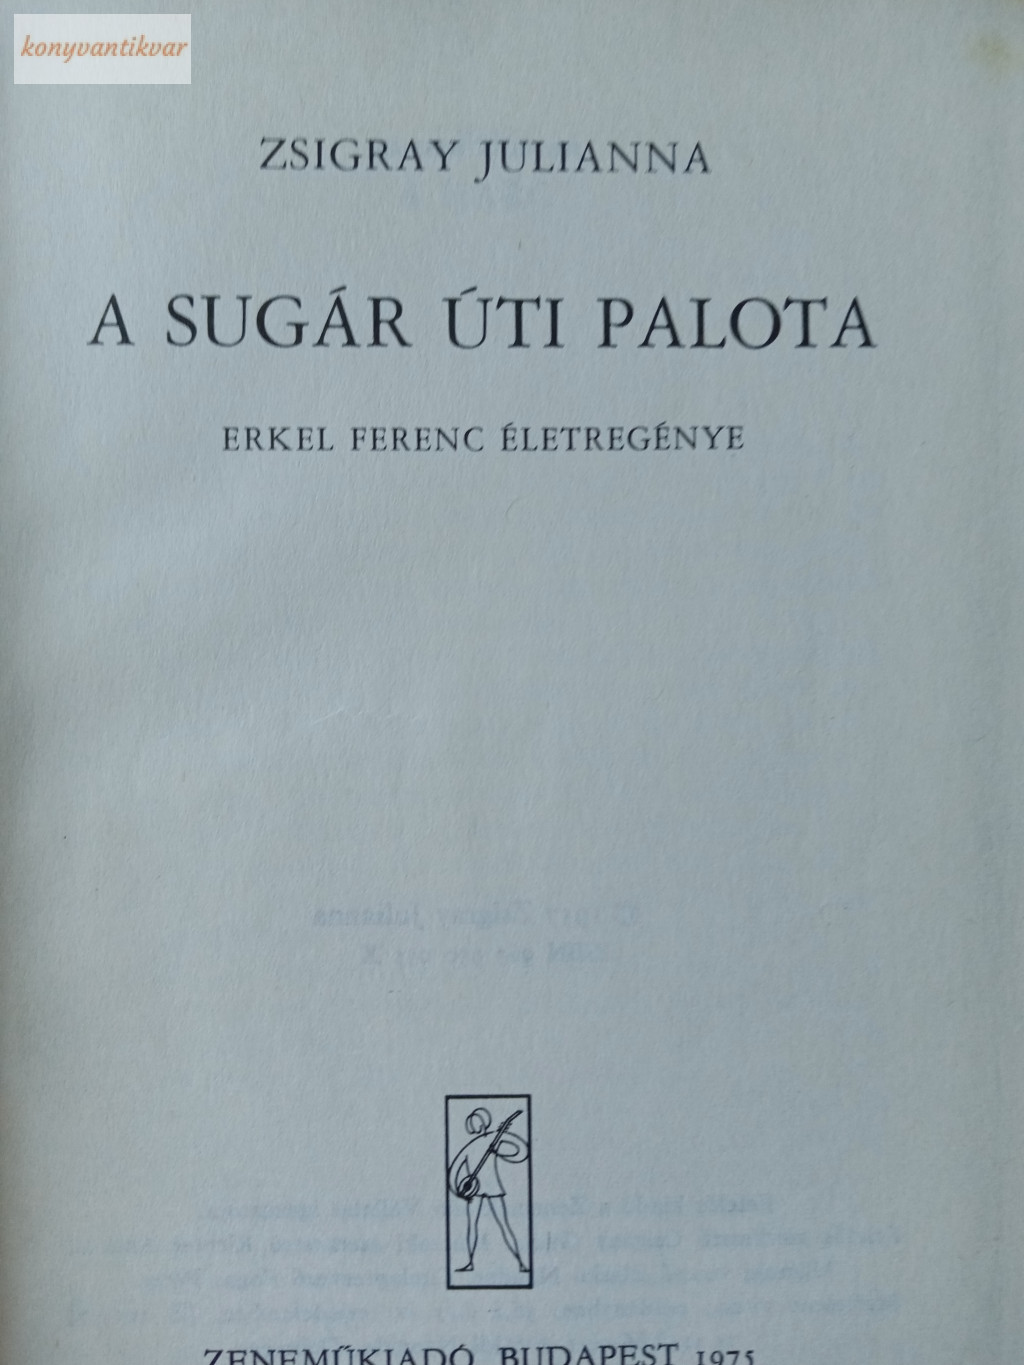 konyvantikvar
ZSIGRAY JULIANNA
A SUGÁR ÚTI PALOTA
ERKEL FERENC ÉLETREGÉNYE
ZENEMŰKIADÓ, BUDAPEST 1975